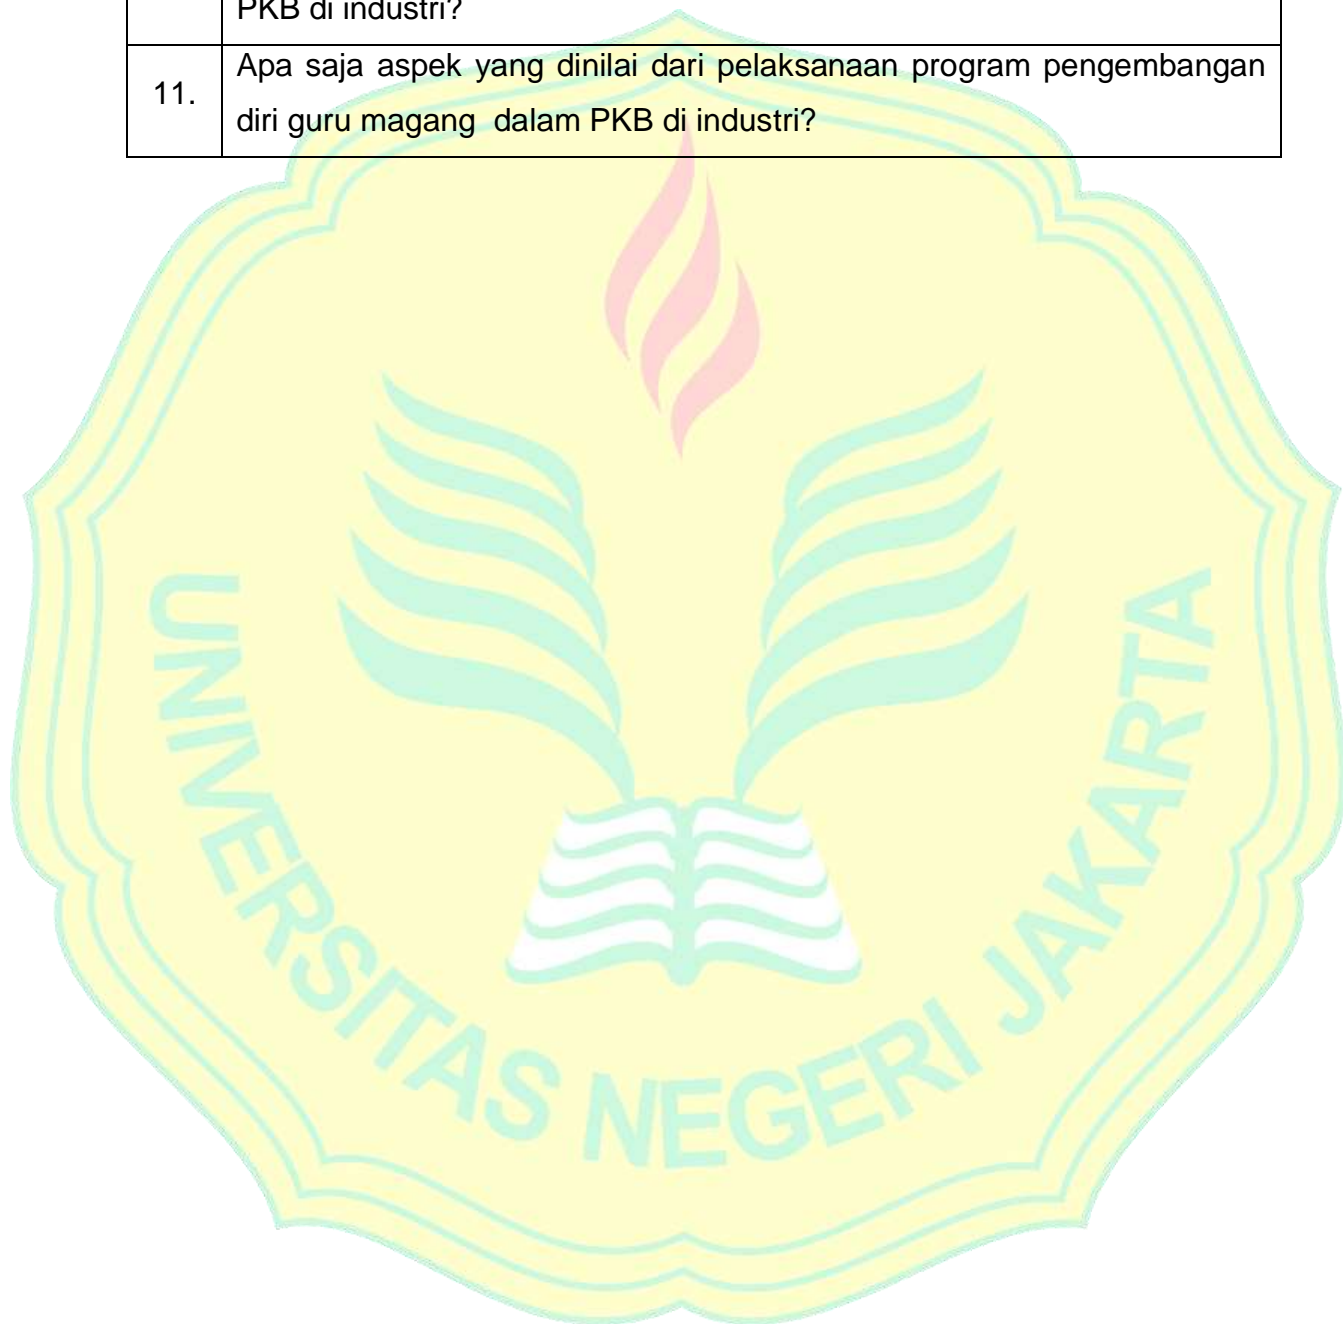 PKB di industri?
11.
Apa saja aspek yang dinilai dari pelaksanaan program pengembangan
diri guru magang dalam PKB di industri?
UNIVERSITAS NEGERI JAKARTA